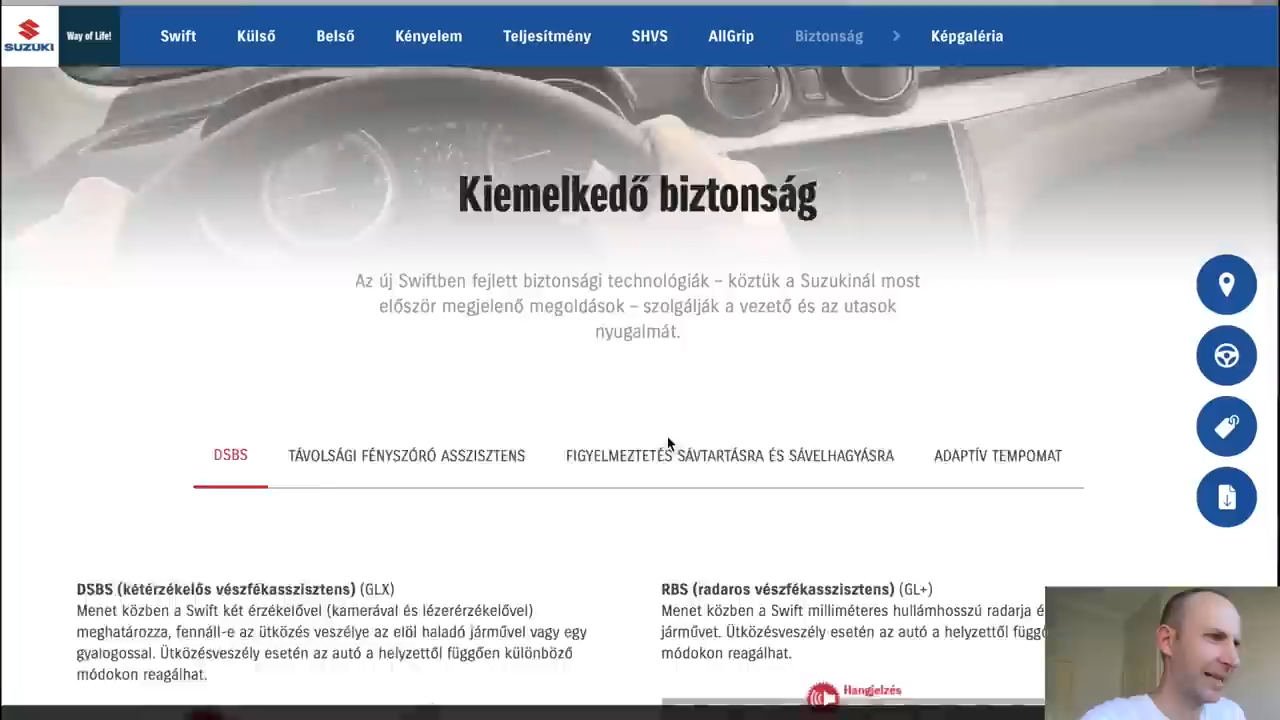 SUZUKI
Way of Life!
Swift Külső Belső Kényelem Teljesítmény SHVS AllGrip Biztonság Képgaléria
Kiemelkedő biztonság
Az új Swiftben fejlett biztonsági technológiák – köztük a Suzukinál most
először megjelenő megoldások – szolgálják a vezető és az utasok
nyugalmát.
DSBS TÁVOLSÁGI FÉNYSZÓRÓ ASSZISZTENS FIGYELMEZTETÉS SÁVTARTÁSRA ÉS SÁVELHAGYÁSRA ADAPTÍV TEMPOMAT
DSBS (kétérzékelős vészfékasszisztens) (GLX)
Menet közben a Swift két érzékelővel (kamerával és lézerérzékelővel)
meghatározza, fennáll-e az ütközés veszélye az elöl haladó járművel vagy egy
gyalogossal. Ütközésveszély esetén az autó a helyzettől függően különböző
módokon reagálhat.
RBS (radaros vészfékasszisztens) (GL+)
Menet közben a Swift milliméteres hullámhosszú radarja é
járművet. Ütközésveszély esetén az autó a helyzettől függő
módokon reagálhat.
Hangjelzés